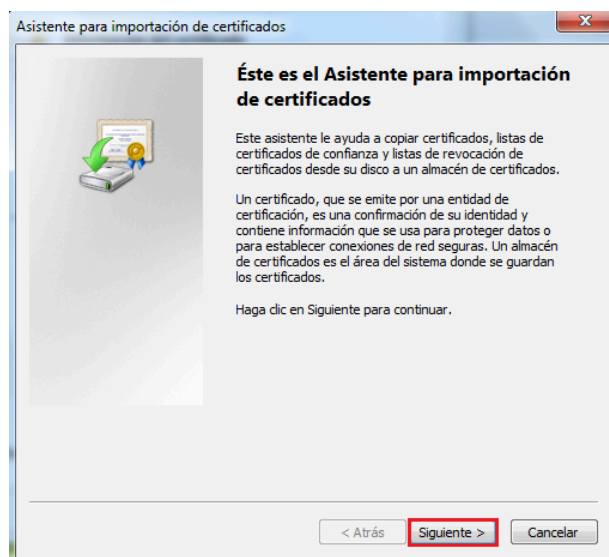 Asistente para importación de certificados
Éste es el Asistente para importación
de certificados
Este asistente le ayuda a copiar certificados, listas de
certificados de confianza y listas de revocación de
certificados desde su disco a un almacén de certificados.
Un certificado, que se emite por una entidad de
certificación, es una confirmación de su identidad y
contiene información que se usa para proteger datos o
para establecer conexiones de red seguras. Un almacén
de certificados es el área del sistema donde se guardan
los certificados.
Haga clic en Siguiente para continuar.
< Atrás Siguiente > Cancelar